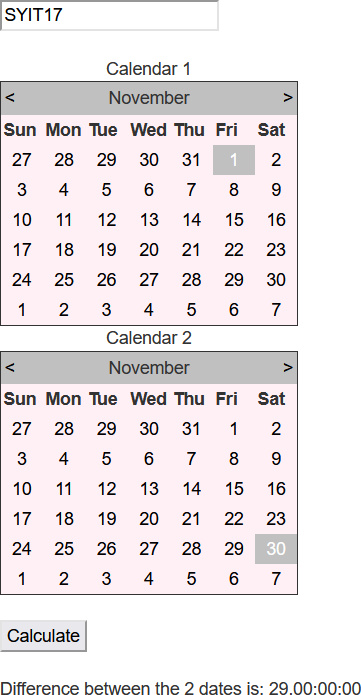 SYIT17
Calendar 1
< November >
Sun Mon Tue Wed Thu Fri Sat
27 28 29 30 31 1 2
3 4 5 6 7 8 9
10 11 12 13 14 15 16
17 18 19 20 21 22 23
24 25 26 27 28 29 30
1 2 3 4 5 6 7
Calendar 2
< November >
Sun Mon Tue Wed Thu Fri Sat
27 28 29 30 31 1 2
3 4 5 6 7 8 9
10 11 12 13 14 15 16
17 18 19 20 21 22 23
24 25 26 27 28 29 30
1 2 3 4 5 6 7
Calculate
Difference between the 2 dates is: 29.00:00:00